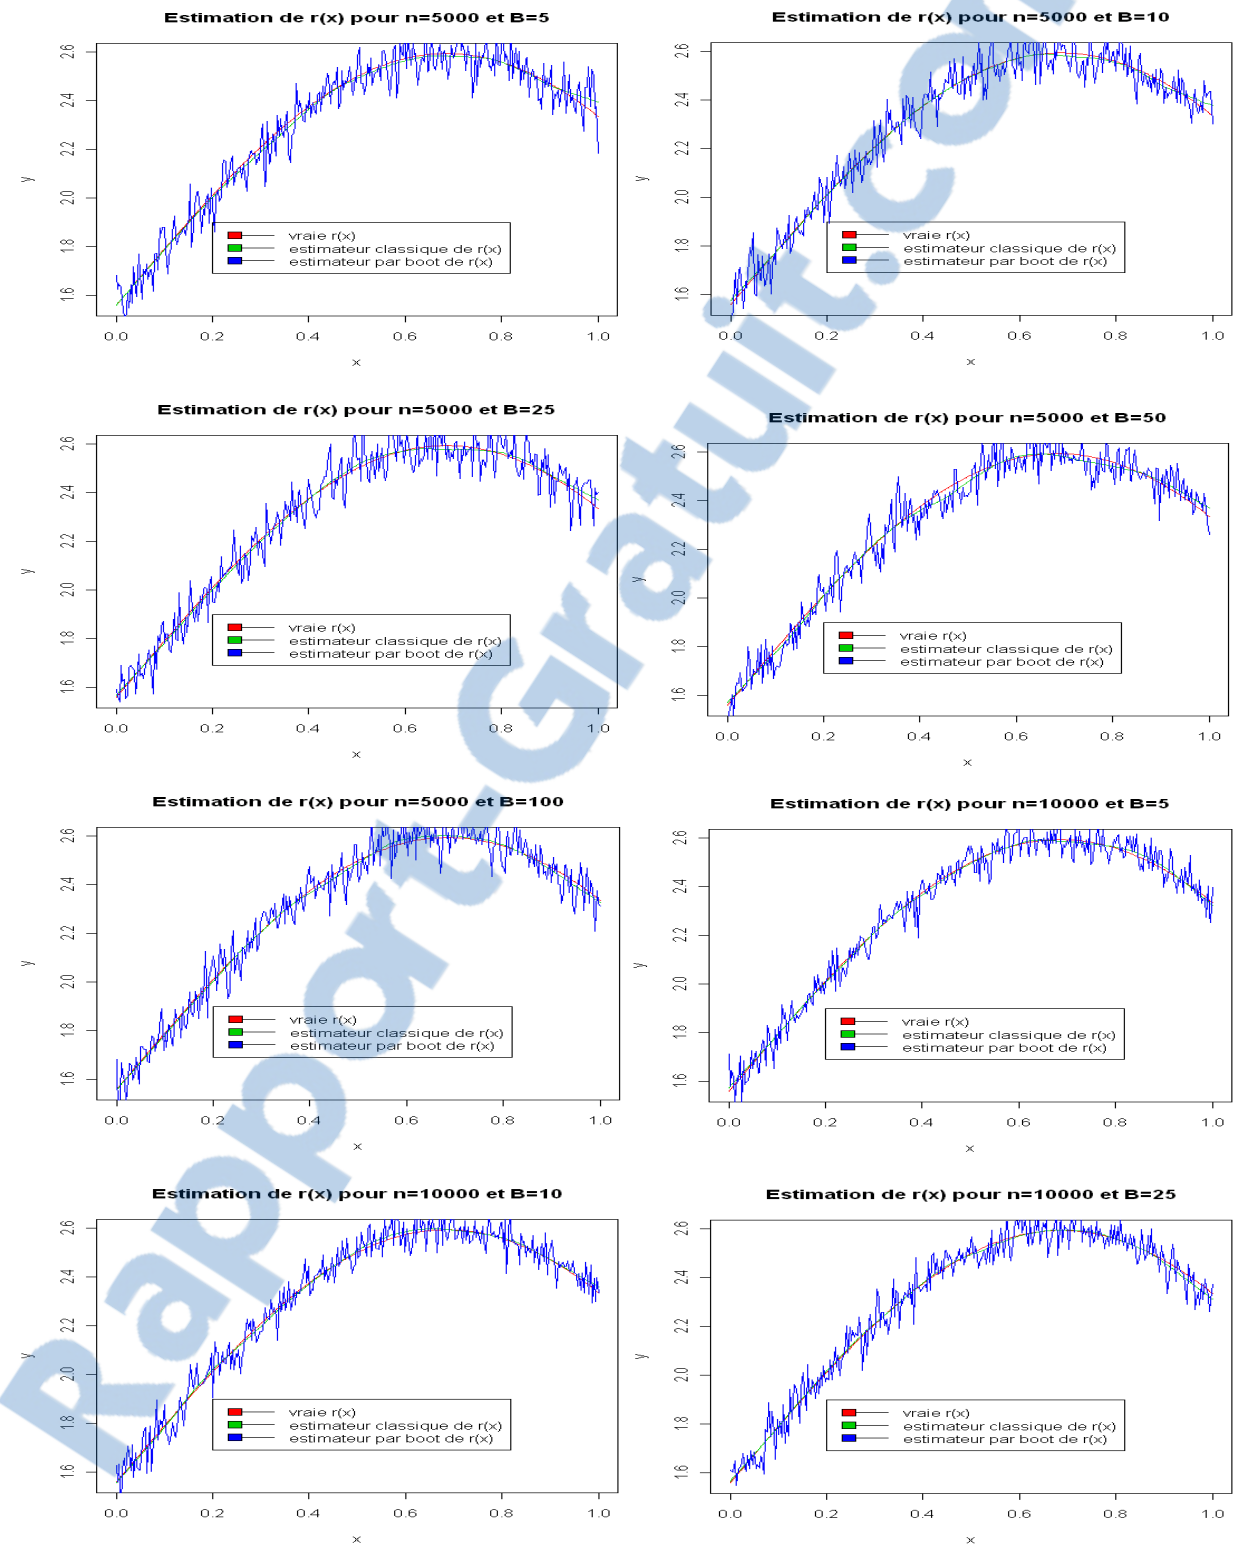 Estimation de r(x) pour n=5000 et B=5
y
2.6
2.4
2.2
2.0
1.8
1.6
vraie r(x)
estimateur classique de r(x)
estimateur par boot de r(x)
0.0 0.2 0.4 0.6 0.8 1.0
x
Estimation de r(x) pour n=5000 et B=10
y
2.6
2.4
2.2
2.0
1.8
1.6
vraie r(x)
estimateur classique de r(x)
estimateur par boot de r(x)
0.0 0.2 0.4 0.6 0.8 1.0
x
Estimation de r(x) pour n=5000 et B=25
y
2.6
2.4
2.2
2.0
1.8
1.6
vraie r(x)
estimateur classique de r(x)
estimateur par boot de r(x)
0.0 0.2 0.4 0.6 0.8 1.0
x
Estimation de r(x) pour n=5000 et B=50
y
2.6
2.4
2.2
2.0
1.8
1.6
vraie r(x)
estimateur classique de r(x)
estimateur par boot de r(x)
0.0 0.2 0.4 0.6 0.8 1.0
x
Estimation de r(x) pour n=5000 et B=100
y
2.6
2.4
2.2
2.0
1.8
1.6
vraie r(x)
estimateur classique de r(x)
estimateur par boot de r(x)
0.0 0.2 0.4 0.6 0.8 1.0
x
Estimation de r(x) pour n=10000 et B=5
y
2.6
2.4
2.2
2.0
1.8
1.6
vraie r(x)
estimateur classique de r(x)
estimateur par boot de r(x)
0.0 0.2 0.4 0.6 0.8 1.0
x
Estimation de r(x) pour n=10000 et B=10
y
2.6
2.4
2.2
2.0
1.8
1.6
vraie r(x)
estimateur classique de r(x)
estimateur par boot de r(x)
0.0 0.2 0.4 0.6 0.8 1.0
x
Estimation de r(x) pour n=10000 et B=25
y
2.6
2.4
2.2
2.0
1.8
1.6
vraie r(x)
estimateur classique de r(x)
estimateur par boot de r(x)
0.0 0.2 0.4 0.6 0.8 1.0
x
Rapport-Gratuit.com